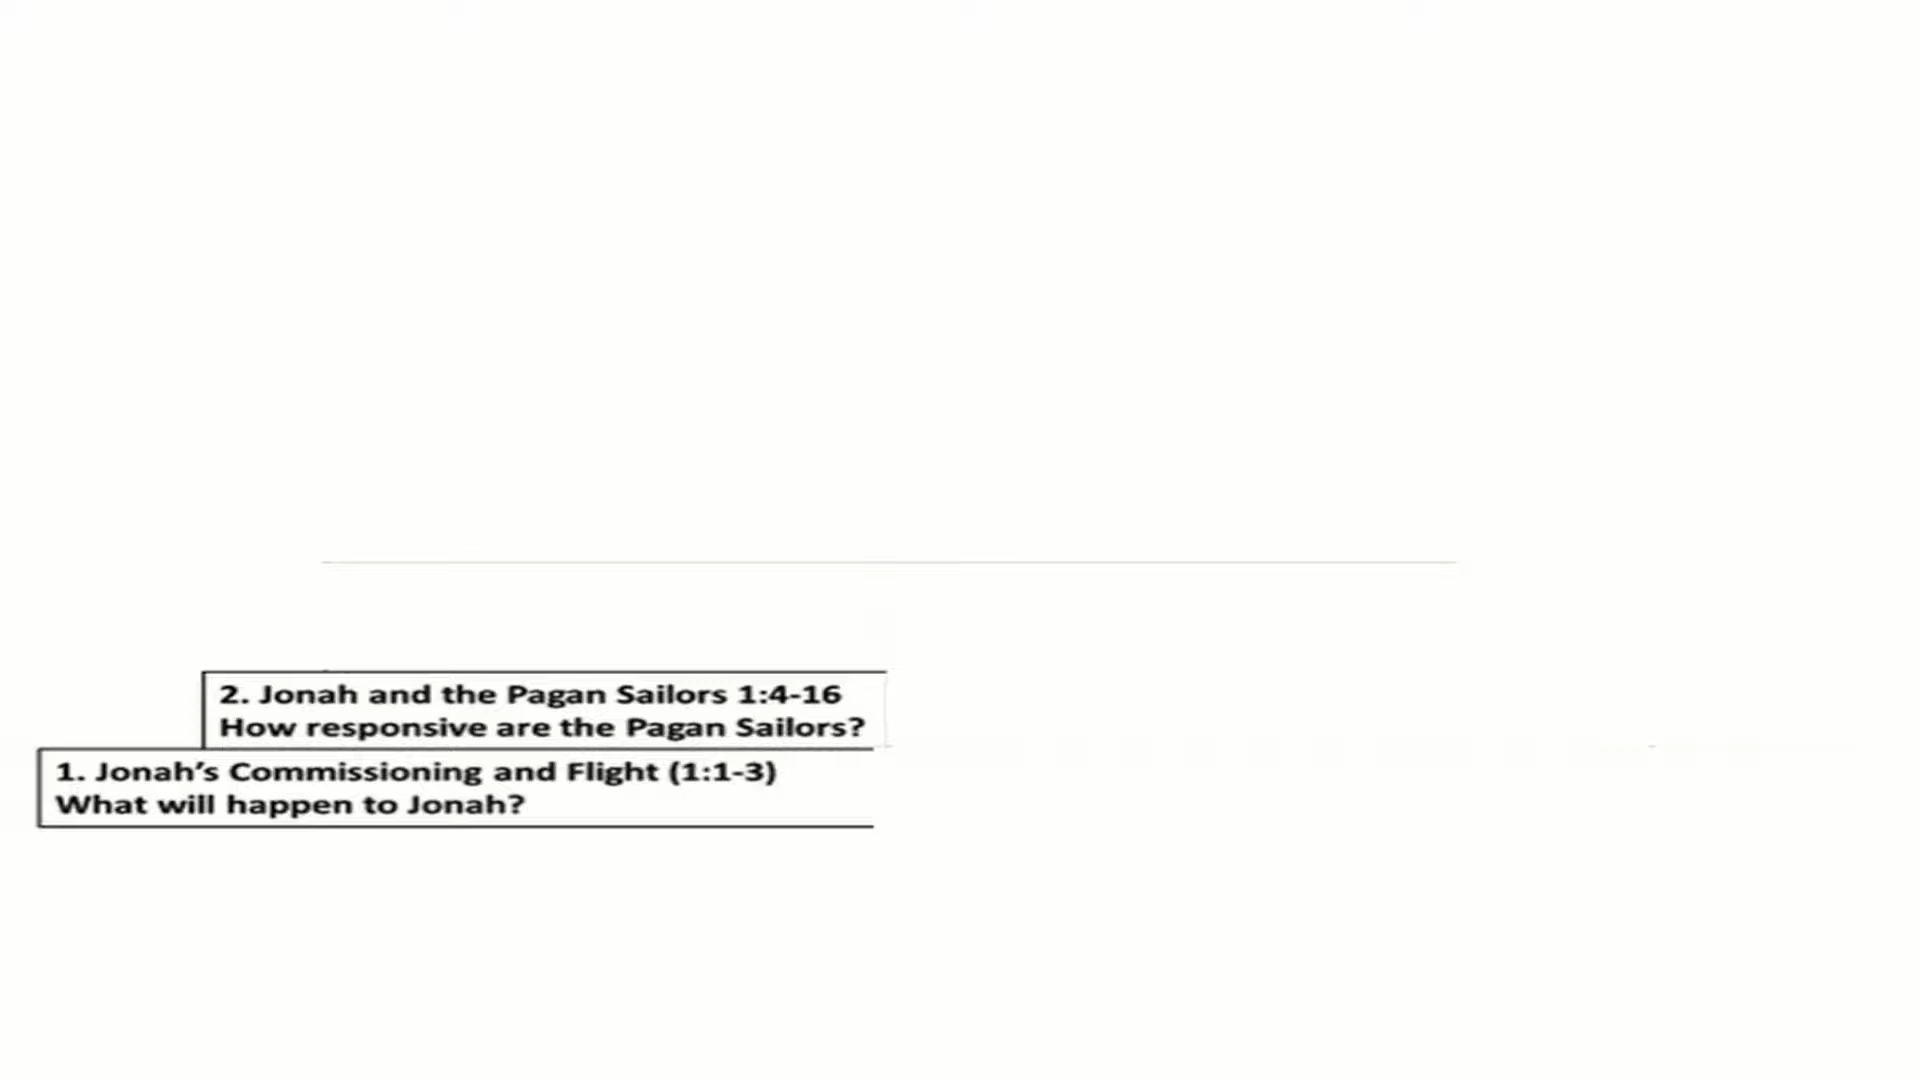 2. Jonah and the Pagan Sailors 1:4-16
How responsive are the Pagan Sailors?
1. Jonah’s Commissioning and Flight (1:1-3)
What will happen to Jonah?